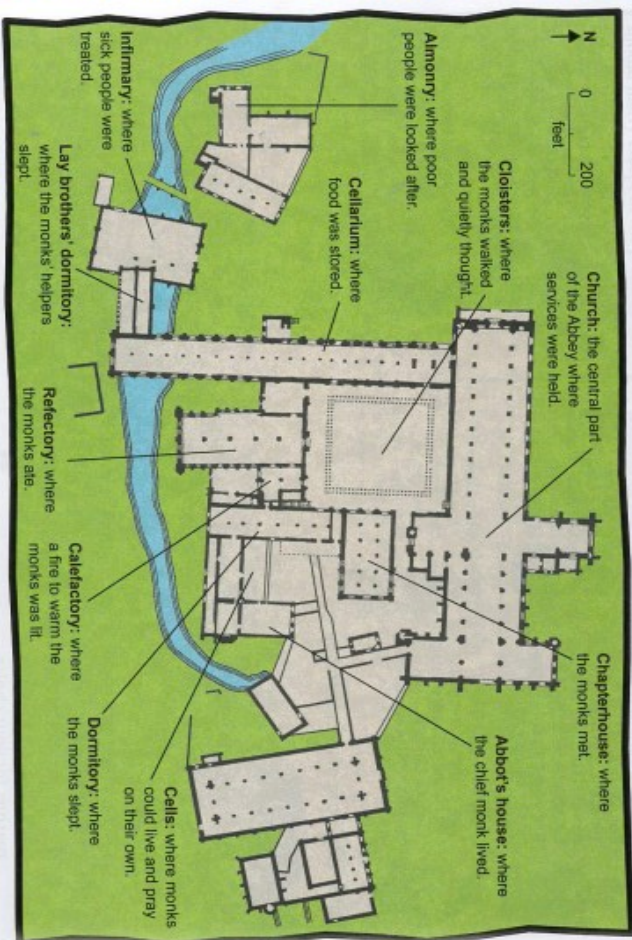 N
0 200
feet
Church: the central part
of the Abbey where
services were held.
Chapterhouse: where
the monks met.
Cloisters: where
the monks walked
and quietly thought.
Abbot's house: where
the chief monk lived.
Almonry: where poor
people were looked after.
Cellarium: where
food was stored.
Infirmary: where
sick people were
treated.
Lay brothers' dormitory:
where the monks' helpers
slept.
Refectory: where
the monks ate.
Calefactory: where
a fire to warm the
monks was lit.
Dormitory: where
the monks slept.
Cells: where monks
could live and pray
on their own.